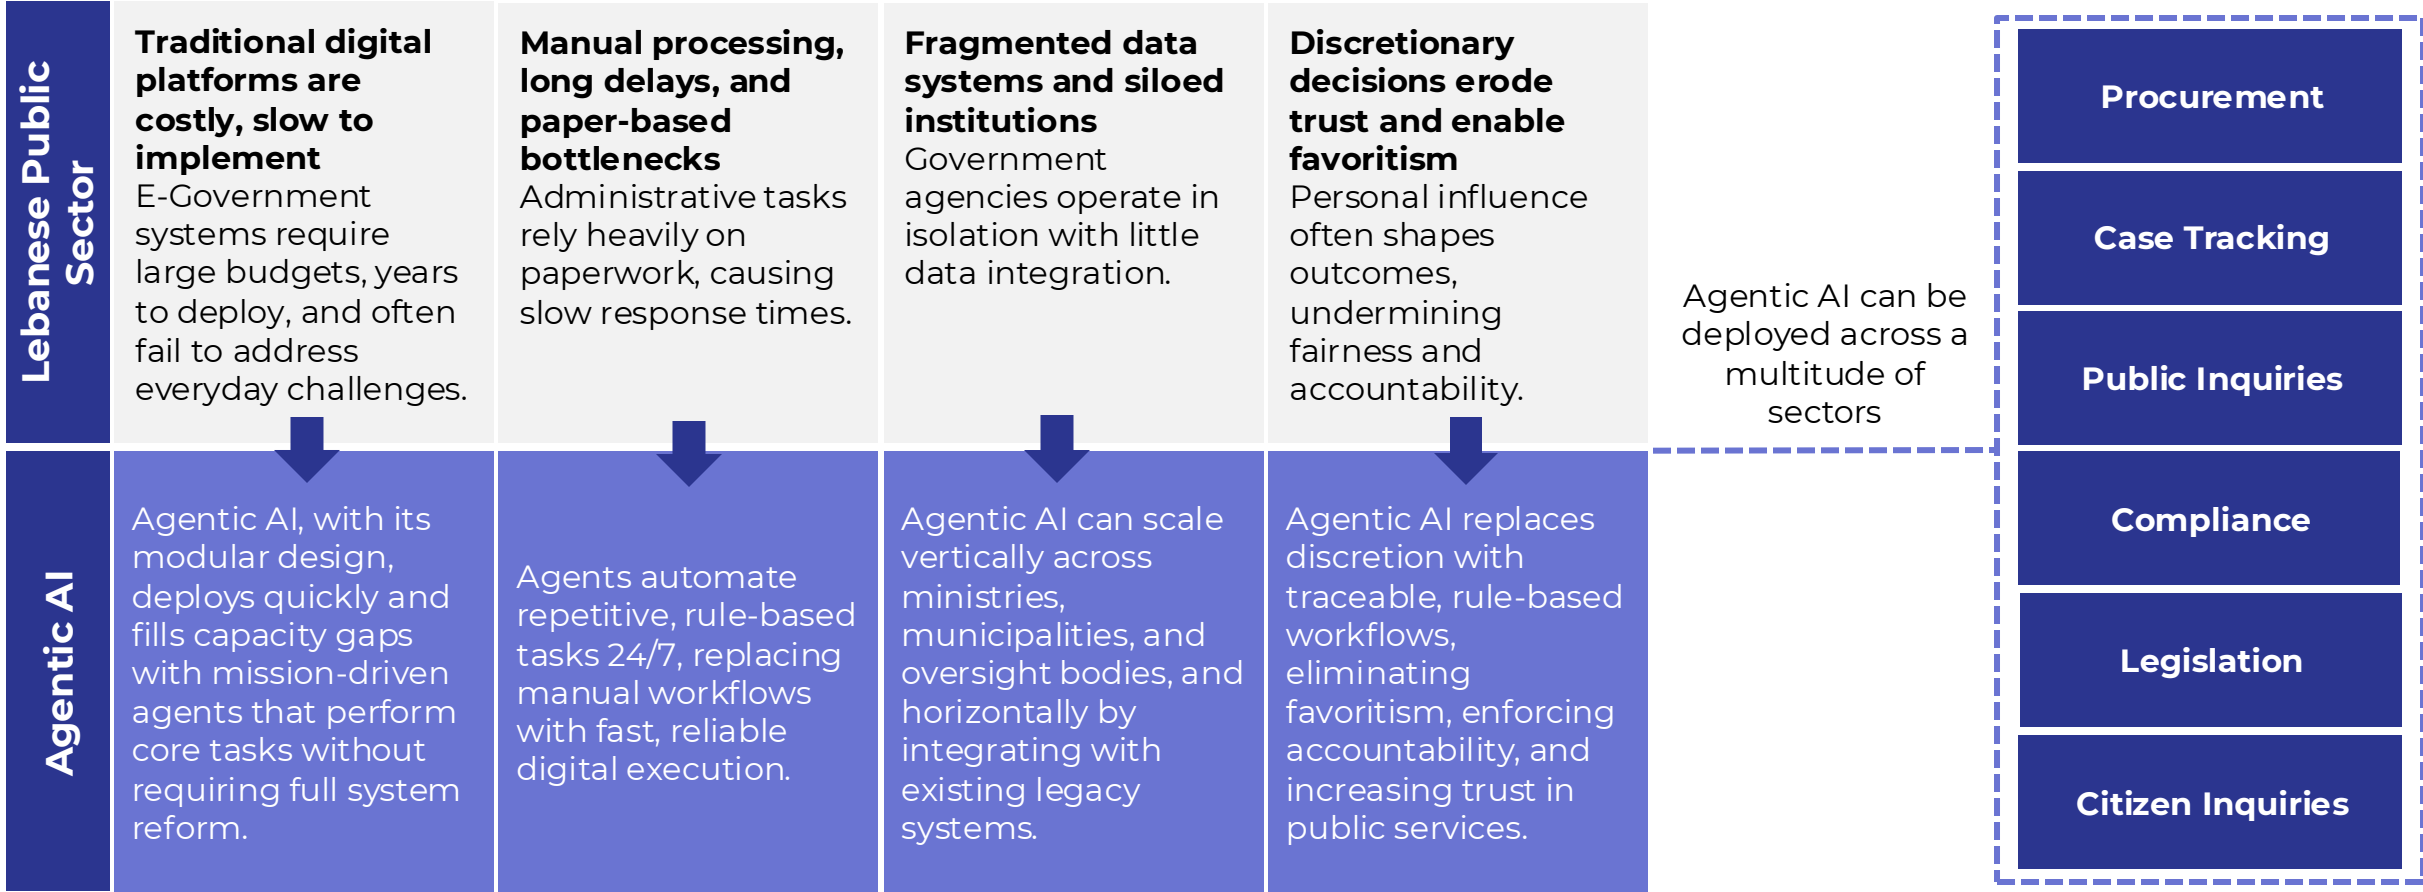 Lebanese Public
Sector
Traditional digital
platforms are
costly, slow to
implement
E-Government
systems require
large budgets, years
to deploy, and often
fail to address
everyday challenges.
Manual processing,
long delays, and
paper-based
bottlenecks
Administrative tasks
rely heavily on
paperwork, causing
slow response times.
Fragmented data
systems and siloed
institutions
Government
agencies operate in
isolation with little
data integration.
Discretionary
decisions erode
trust and enable
favoritism
Personal influence
often shapes
outcomes,
undermining
fairness and
accountability.
Agentic AI
Agentic AI, with its
modular design,
deploys quickly and
fills capacity gaps
with mission-driven
agents that perform
core tasks without
requiring full system
reform.
Agents automate
repetitive, rule-based
tasks 24/7, replacing
manual workflows
with fast, reliable
digital execution.
Agentic AI can scale
vertically across
ministries,
municipalities, and
oversight bodies, and
horizontally by
integrating with
existing legacy
systems.
Agentic AI replaces
discretion with
traceable, rule-based
workflows,
eliminating
favoritism, enforcing
accountability, and
increasing trust in
public services.
Agentic AI can be
deployed across a
multitude of
sectors
Procurement
Case Tracking
Public Inquiries
Compliance
Legislation
Citizen Inquiries